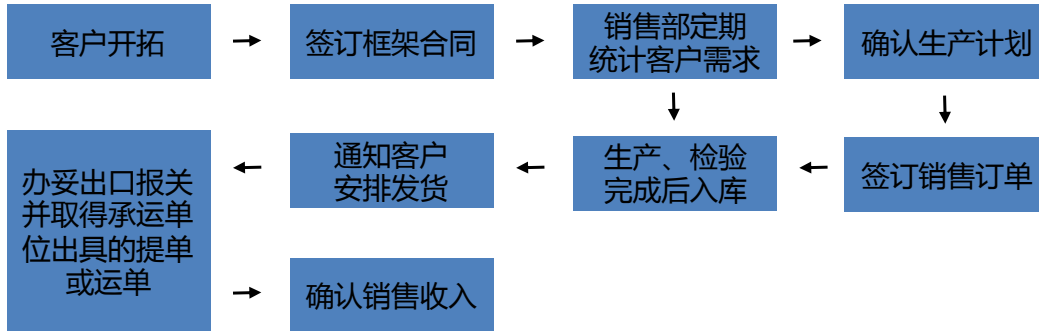 客户开拓
签订框架合同
销售部定期
统计客户需求
确认生产计划
签订销售订单
生产、检验
完成后入库
通知客户
安排发货
办妥出口报关
并取得承运单
位出具的提单
或运单
确认销售收入